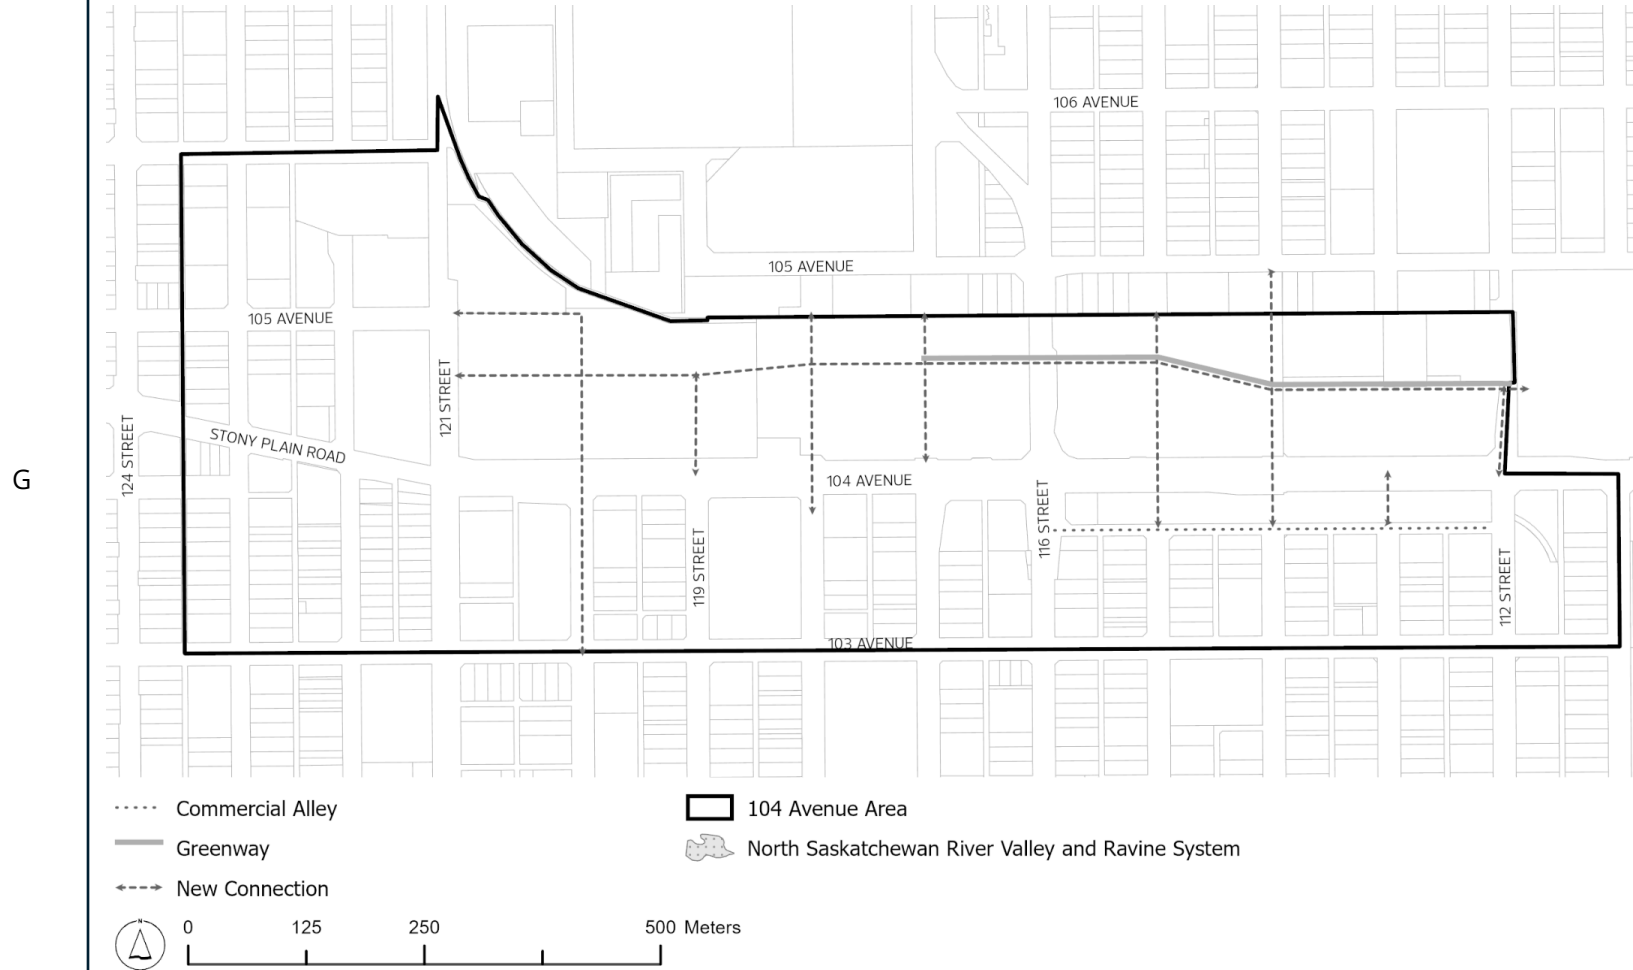 106 AVENUE
105 AVENUE
105 AVENUE
121 STREET
124 STREET
STONY PLAIN ROAD
G
104 AVENUE
116 STREET
119 STREET
112 STREET
103 AVENUE
Commercial Alley
104 Avenue Area
Greenway
North Saskatchewan River Valley and Ravine System
New Connection
N
0 125 250 500 Meters